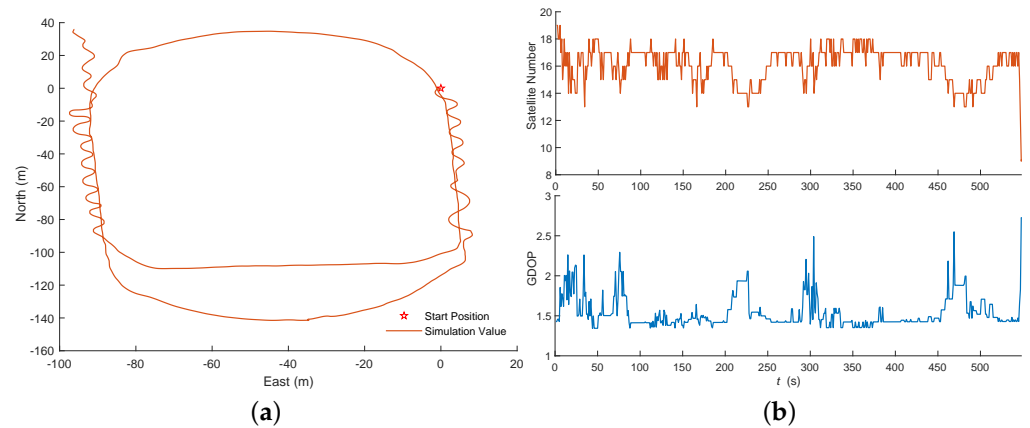 40
20
0
-20
-40
-60
-80
-100
-120
-140
-160
North (m)
-100 -80 -60 -40 -20 0 20
East (m)
Start Position
Simulation Value
(a)
20
18
16
14
12
10
8
Satellite Number
0 50 100 150 200 250 300 350 400 450 500
3
2.5
2
1.5
1
GDOP
0 50 100 150 200 250 300 350 400 450 500
t (s)
(b)